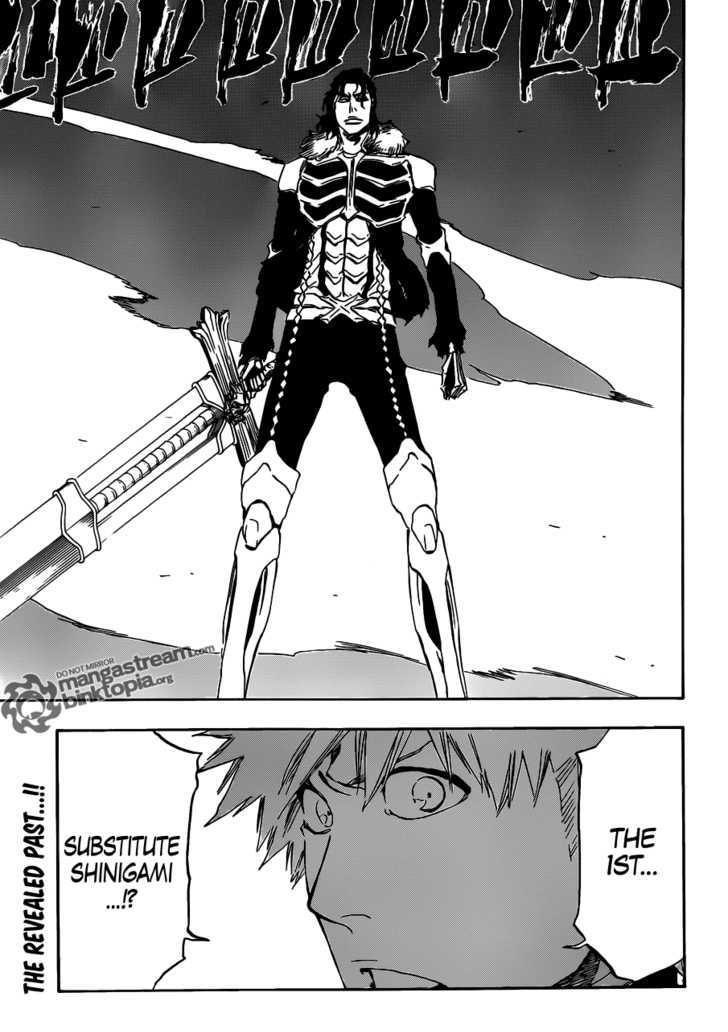 DO NOT MIRROR
mangastream.com
binktopia.org
THE
1ST...
SUBSTITUTE
SHINIGAMI
....!?
THE REVEALED PAST...!!